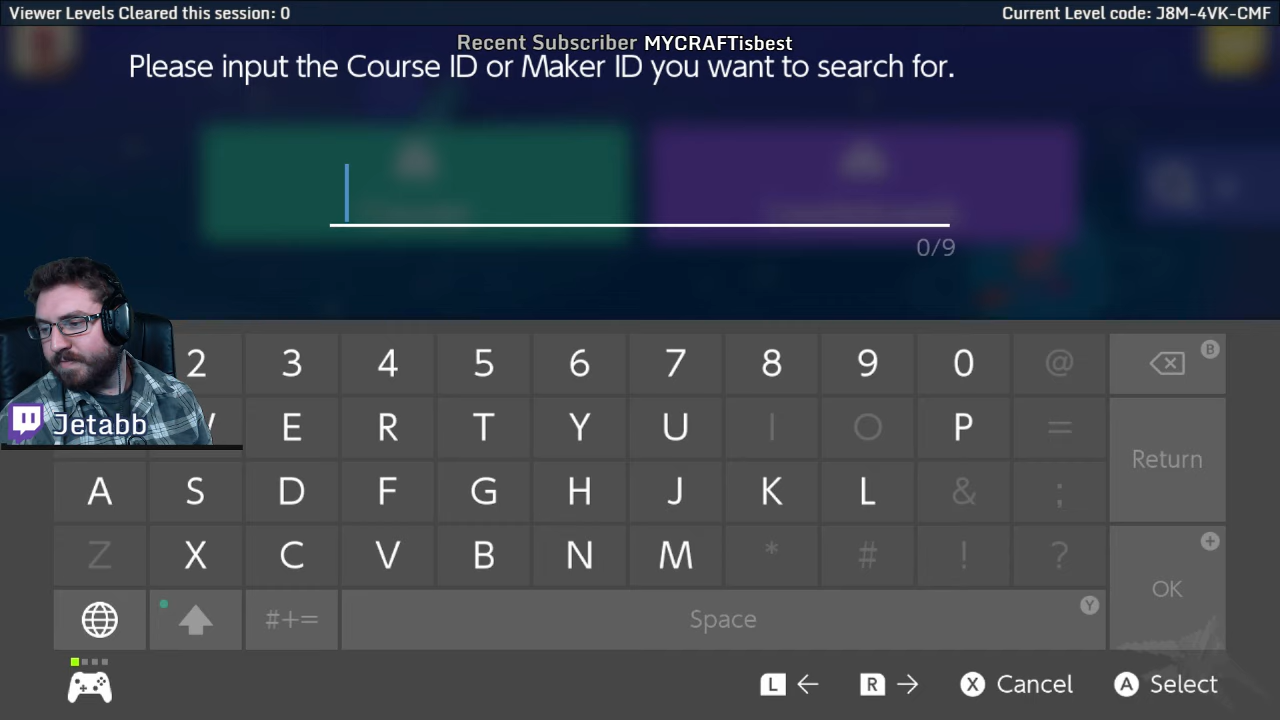 Viewer Levels Cleared this session: 0
Current Level code: J8M-4VK-CMF
Recent Subscriber MYCRAFTisbest
Please input the Course ID or Maker ID you want to search for.
0/9
2 3 4 5 6 7 8 9 0 @ B
E R T Y U I O P =
Jetabb
Return
A S D F G H J K L & ;
Z X C V B N M * # ! ? +
OK
#+= Space Y
L ← R → X Cancel A Select